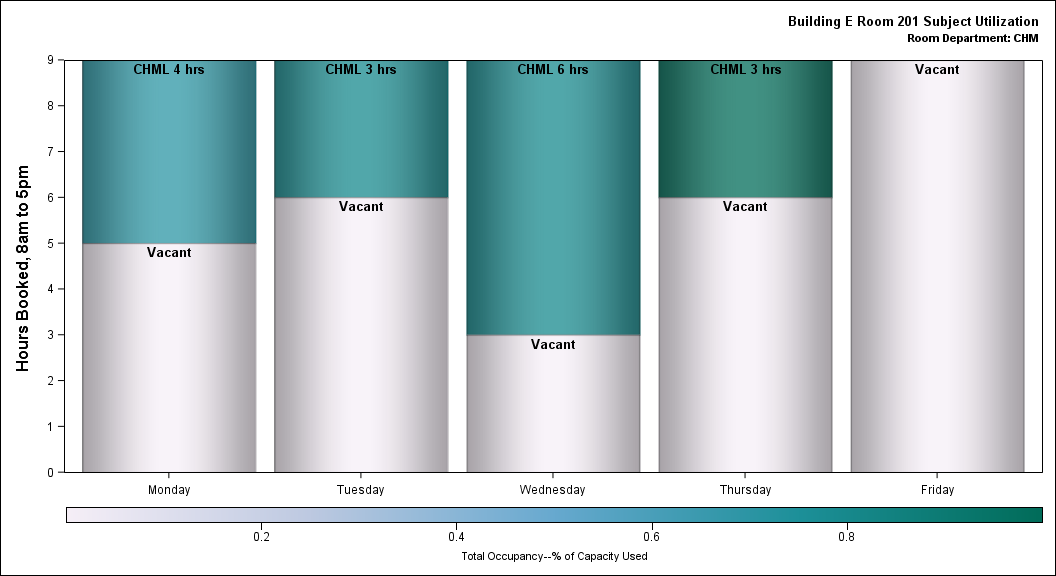 Building E Room 201 Subject Utilization
Room Department: CHM
Hours Booked, 8am to 5pm
9
8
7
6
5
4
3
2
1
0
CHML 4 hrs
Vacant
CHML 3 hrs
Vacant
CHML 6 hrs
Vacant
CHML 3 hrs
Vacant
Vacant
Monday Tuesday Wednesday Thursday Friday
0.2 0.4 0.6 0.8
Total Occupancy--% of Capacity Used